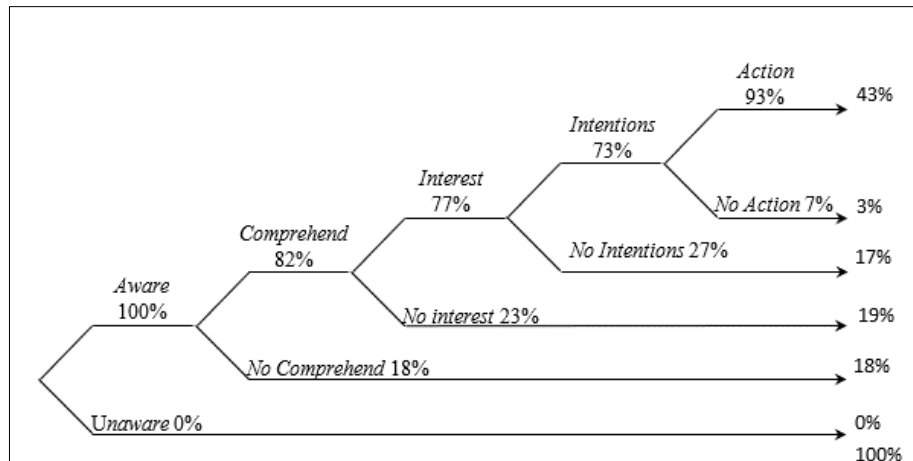 Action
93%
43%
Intentions
73%
No Action 7%
3%
Interest
77%
No Intentions 27%
17%
Comprehend
82%
No interest 23%
19%
Aware
100%
No Comprehend 18%
18%
Unaware 0%
0%
100%